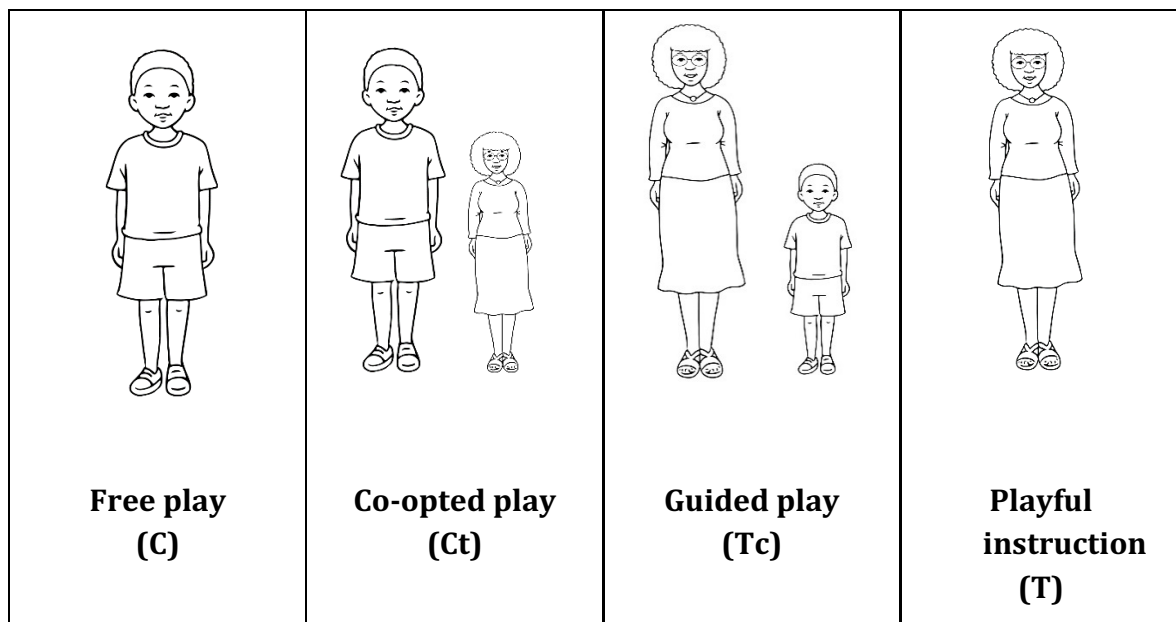 Free play
(C)
Co-opted play
(Ct)
Guided play
(Tc)
Playful
instruction
(T)